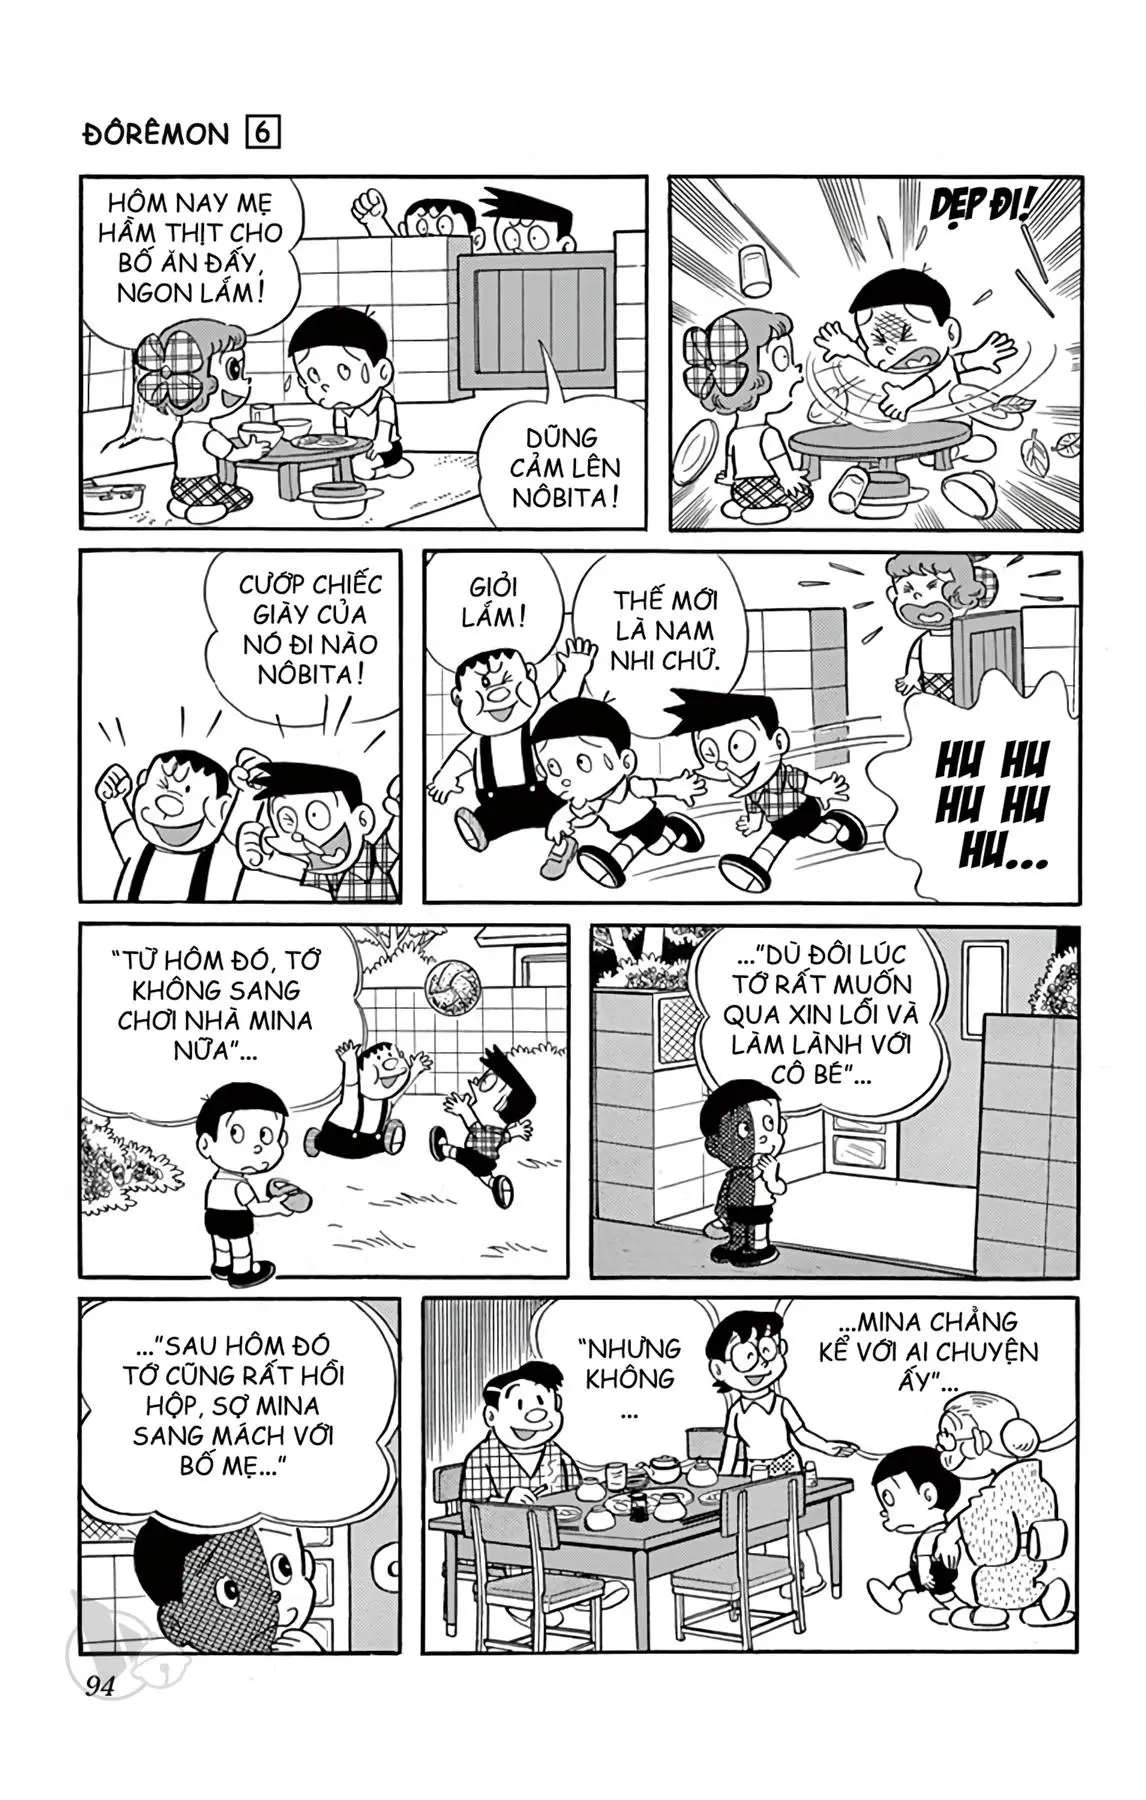 ĐÔRÊMON 6
HÔM NAY MẸ
HẦM THỊT CHO
BỐ ĂN ĐẤY,
NGON LẮM!
DŨNG
CẢM LÊN
NÔBITA!
DẸP ĐI!
CƯỚP CHIẾC
GIÀY CỦA
NÓ ĐI NÀO
NÔBITA!
GIỎI
LẮM!
THẾ MỚI
LÀ NAM
NHI CHỨ.
HU HU
HU HU
HU...
"TỪ HÔM ĐÓ, TỚ
KHÔNG SANG
CHƠI NHÀ MINA
NỮA"...
..."DÙ ĐÔI LÚC
TỚ RẤT MUỐN
QUA XIN LỖI VÀ
LÀM LÀNH VỚI
CÔ BÉ"...
..."SAU HÔM ĐÓ
TỚ CŨNG RẤT HỒI
HỘP, SỢ MINA
SANG MÁCH VỚI
BỐ MẸ..."
"NHƯNG
KHÔNG
...
...MINA CHẲNG
KỂ VỚI AI CHUYỆN
ẤY"...
94